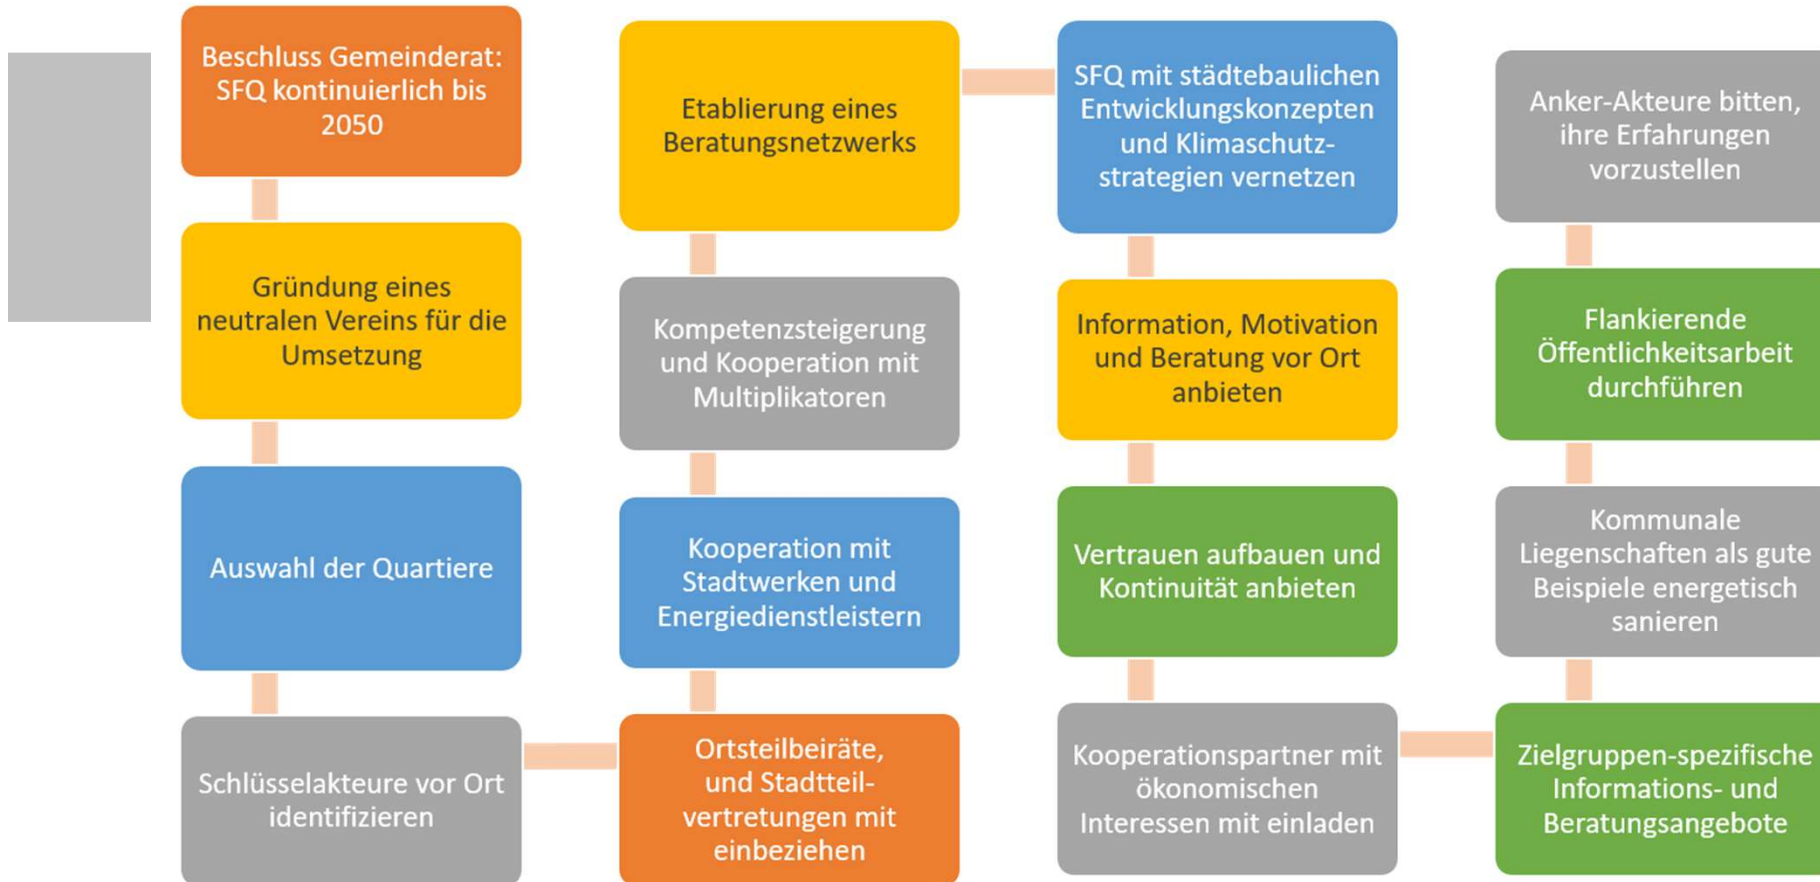 Beschluss Gemeinderat:
SFQ kontinuierlich bis
2050
Gründung eines
neutralen Vereins für die
Umsetzung
Auswahl der Quartiere
Schlüsselakteure vor Ort
identifizieren
Ortsteilbeiräte,
und Stadtteil-
vertretungen mit
einbeziehen
Kooperation mit
Stadtwerken und
Energiedienstleistern
Kompetenzsteigerung
und Kooperation mit
Multiplikatoren
Etablierung eines
Beratungsnetzwerks
SFQ mit städtebaulichen
Entwicklungskonzepten
und Klimaschutz-
strategien vernetzen
Information, Motivation
und Beratung vor Ort
anbieten
Vertrauen aufbauen und
Kontinuität anbieten
Kooperationspartner mit
ökonomischen
Interessen mit einladen
Zielgruppen-spezifische
Informations- und
Beratungsangebote
Kommunale
Liegenschaften als gute
Beispiele energetisch
sanieren
Flankierende
Öffentlichkeitsarbeit
durchführen
Anker-Akteure bitten,
ihre Erfahrungen
vorzustellen